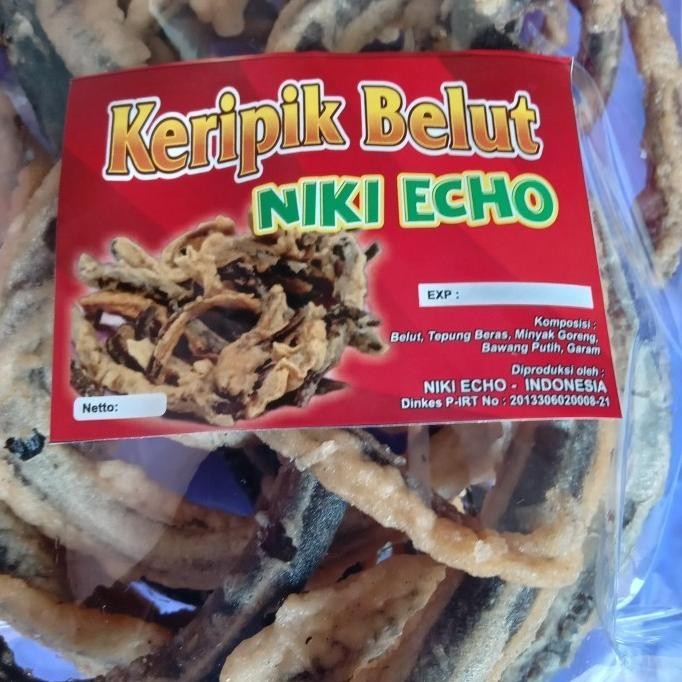 Keripik Belut
NIKI ECHO
EXP :
Komposisi :
Belut, Tepung Beras, Minyak Goreng,
Bawang Putih, Garam
Diproduksi oleh :
NIKI ECHO - INDONESIA
Dinkes P-IRT No : 2013306020008-21
Netto: